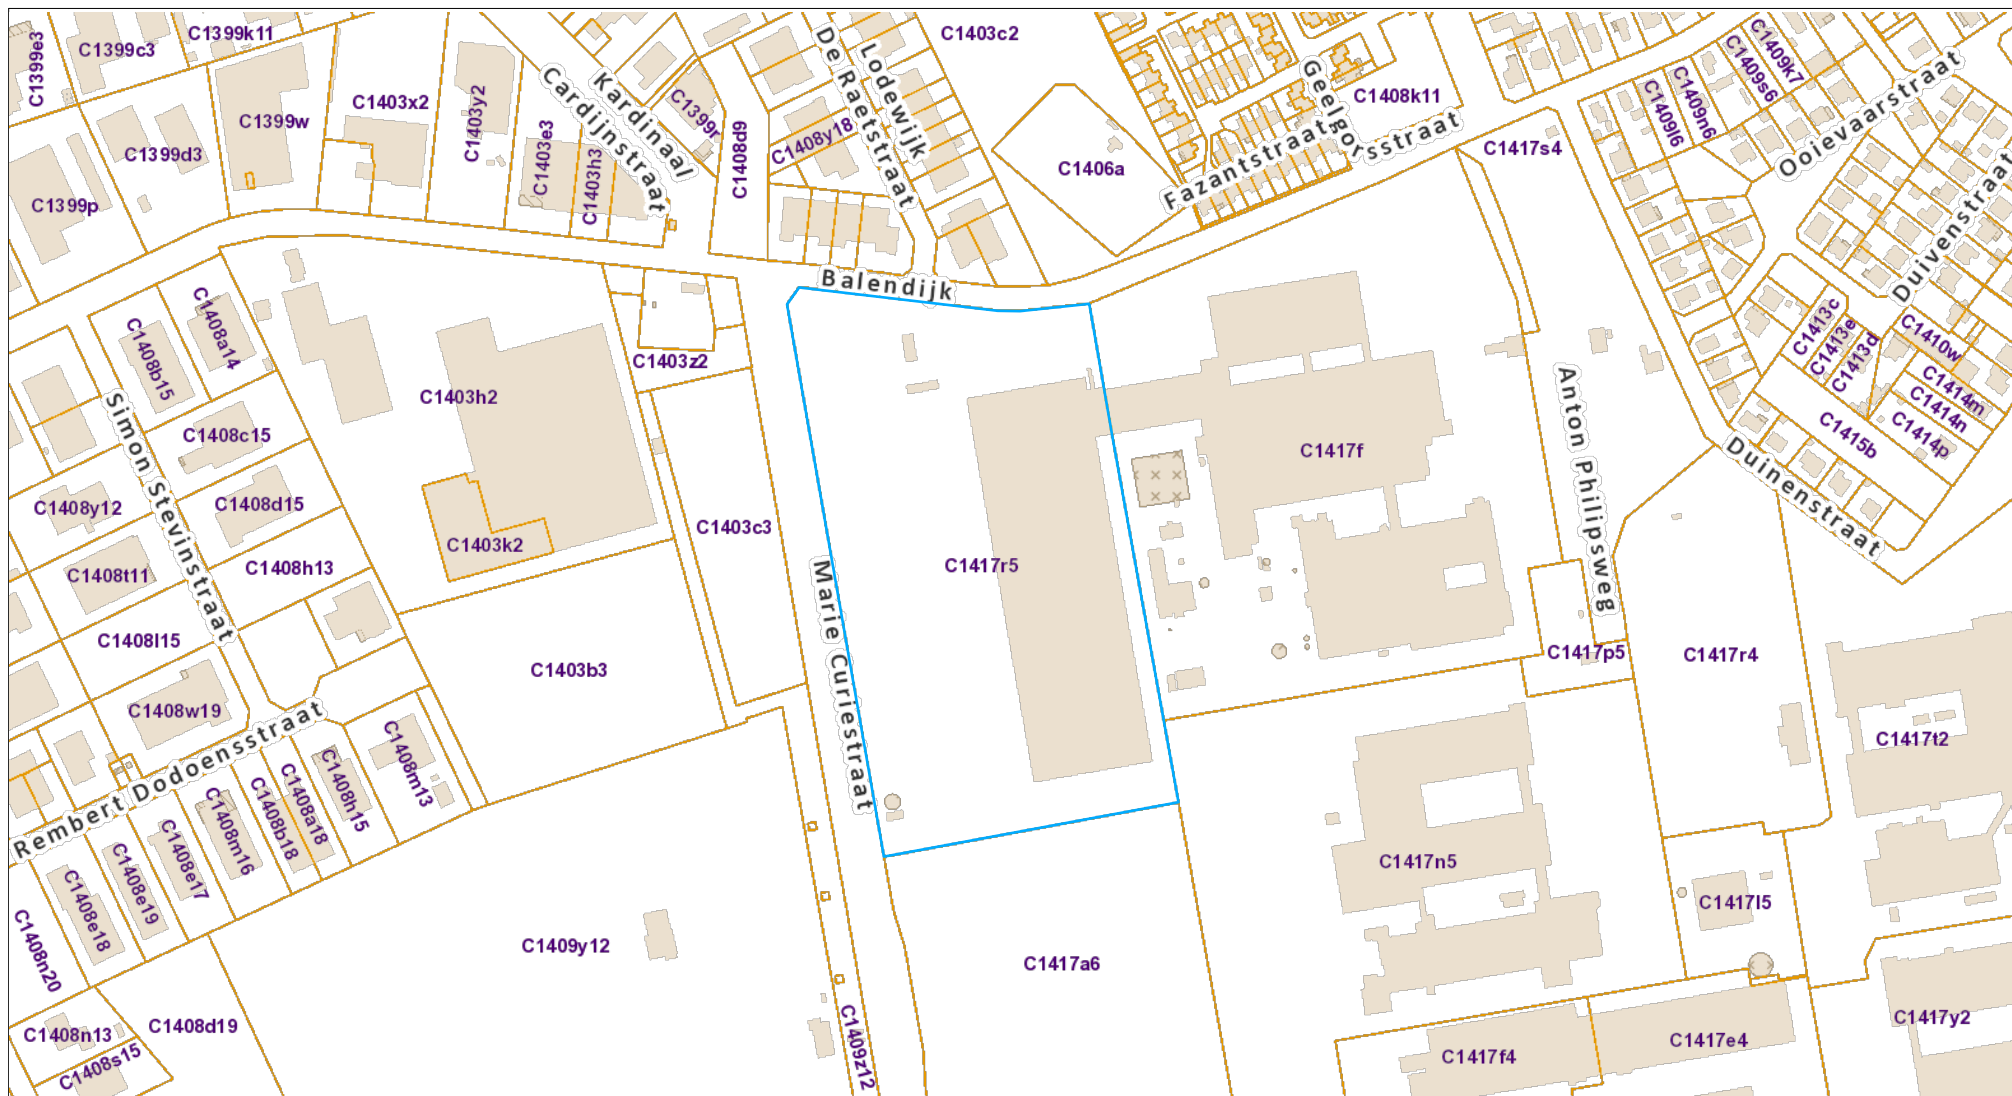 C1399e3
C1399c3
C1399k11
C1403c2
C1409k7
C1409s6
C1409n6
C1409l6
C1399w
C1403x2
C1403y2
Kardinaal
Cardijnstraat
C1399r
De Raetsstraat
Lodewijk
C1408k11
Geelgorsstraat
Fazantstraat
C1417s4
Ooievaarstraat
C1399d3
C1403e3
C1403h3
C1408d9
C1408y18
C1406a
C1399p
Duivenstraat
Balendijk
C1408a14
C1408b15
C1403z2
C1413c
C1413e
C1413d
C1410w
C1414m
C1414n
C1414p
C1415b
C1403h2
Simon Stevinstraat
C1408c15
C1417f
Anton Philipsweg
Duinenstraat
C1408y12
C1408d15
C1403c3
C1403k2
C1408t11
C1408h13
C1417r5
Marie Curiestraat
C1408l15
C1403b3
C1417p5
C1417r4
C1408w19
Rembert Dodoensstraat
C1417t2
C1408m13
C1408h15
C1408a18
C1408b18
C1408m16
C1408e17
C1408e19
C1408e18
C1417n5
C1417l5
C1408n20
C1409y12
C1417a6
C1408n13
C1408d19
C1408s15
C1409z12
C1417f4
C1417e4
C1417y2